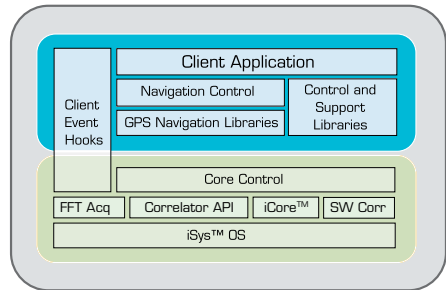 Client Application
Client
Event
Hooks
Navigation Control
GPS Navigation Libraries
Control and
Support
Libraries
Core Control
FFT Acq
Correlator API
iCore™
SW Corr
iSys™ OS